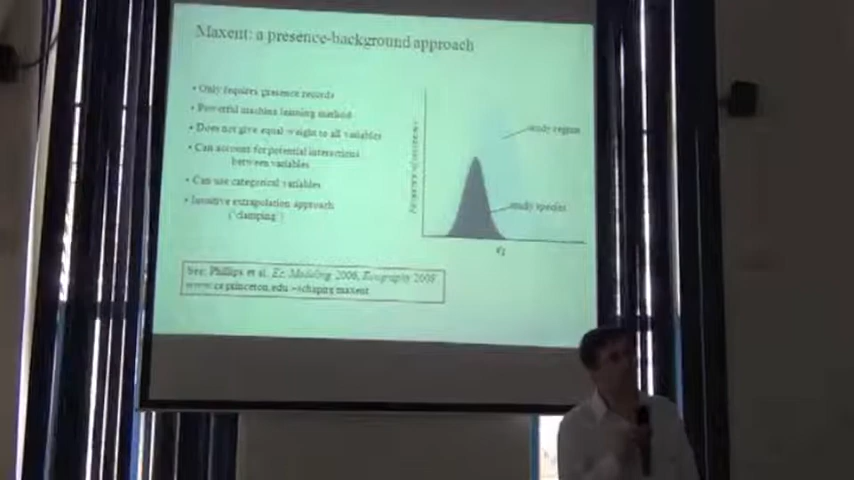 Maxent: a presence-background approach
• Only requires presence records
• Powerful machine learning method
• Does not give equal weight to all variables
• Can account for potential interactions
between variables
• Can use categorical variables
• Intuitive extrapolation approach
('clamping')
study region
study species
e1
See: Phillips et al. Ec. Modeling 2006, Ecography 2008
www.cs.princeton.edu/~schapire/maxent